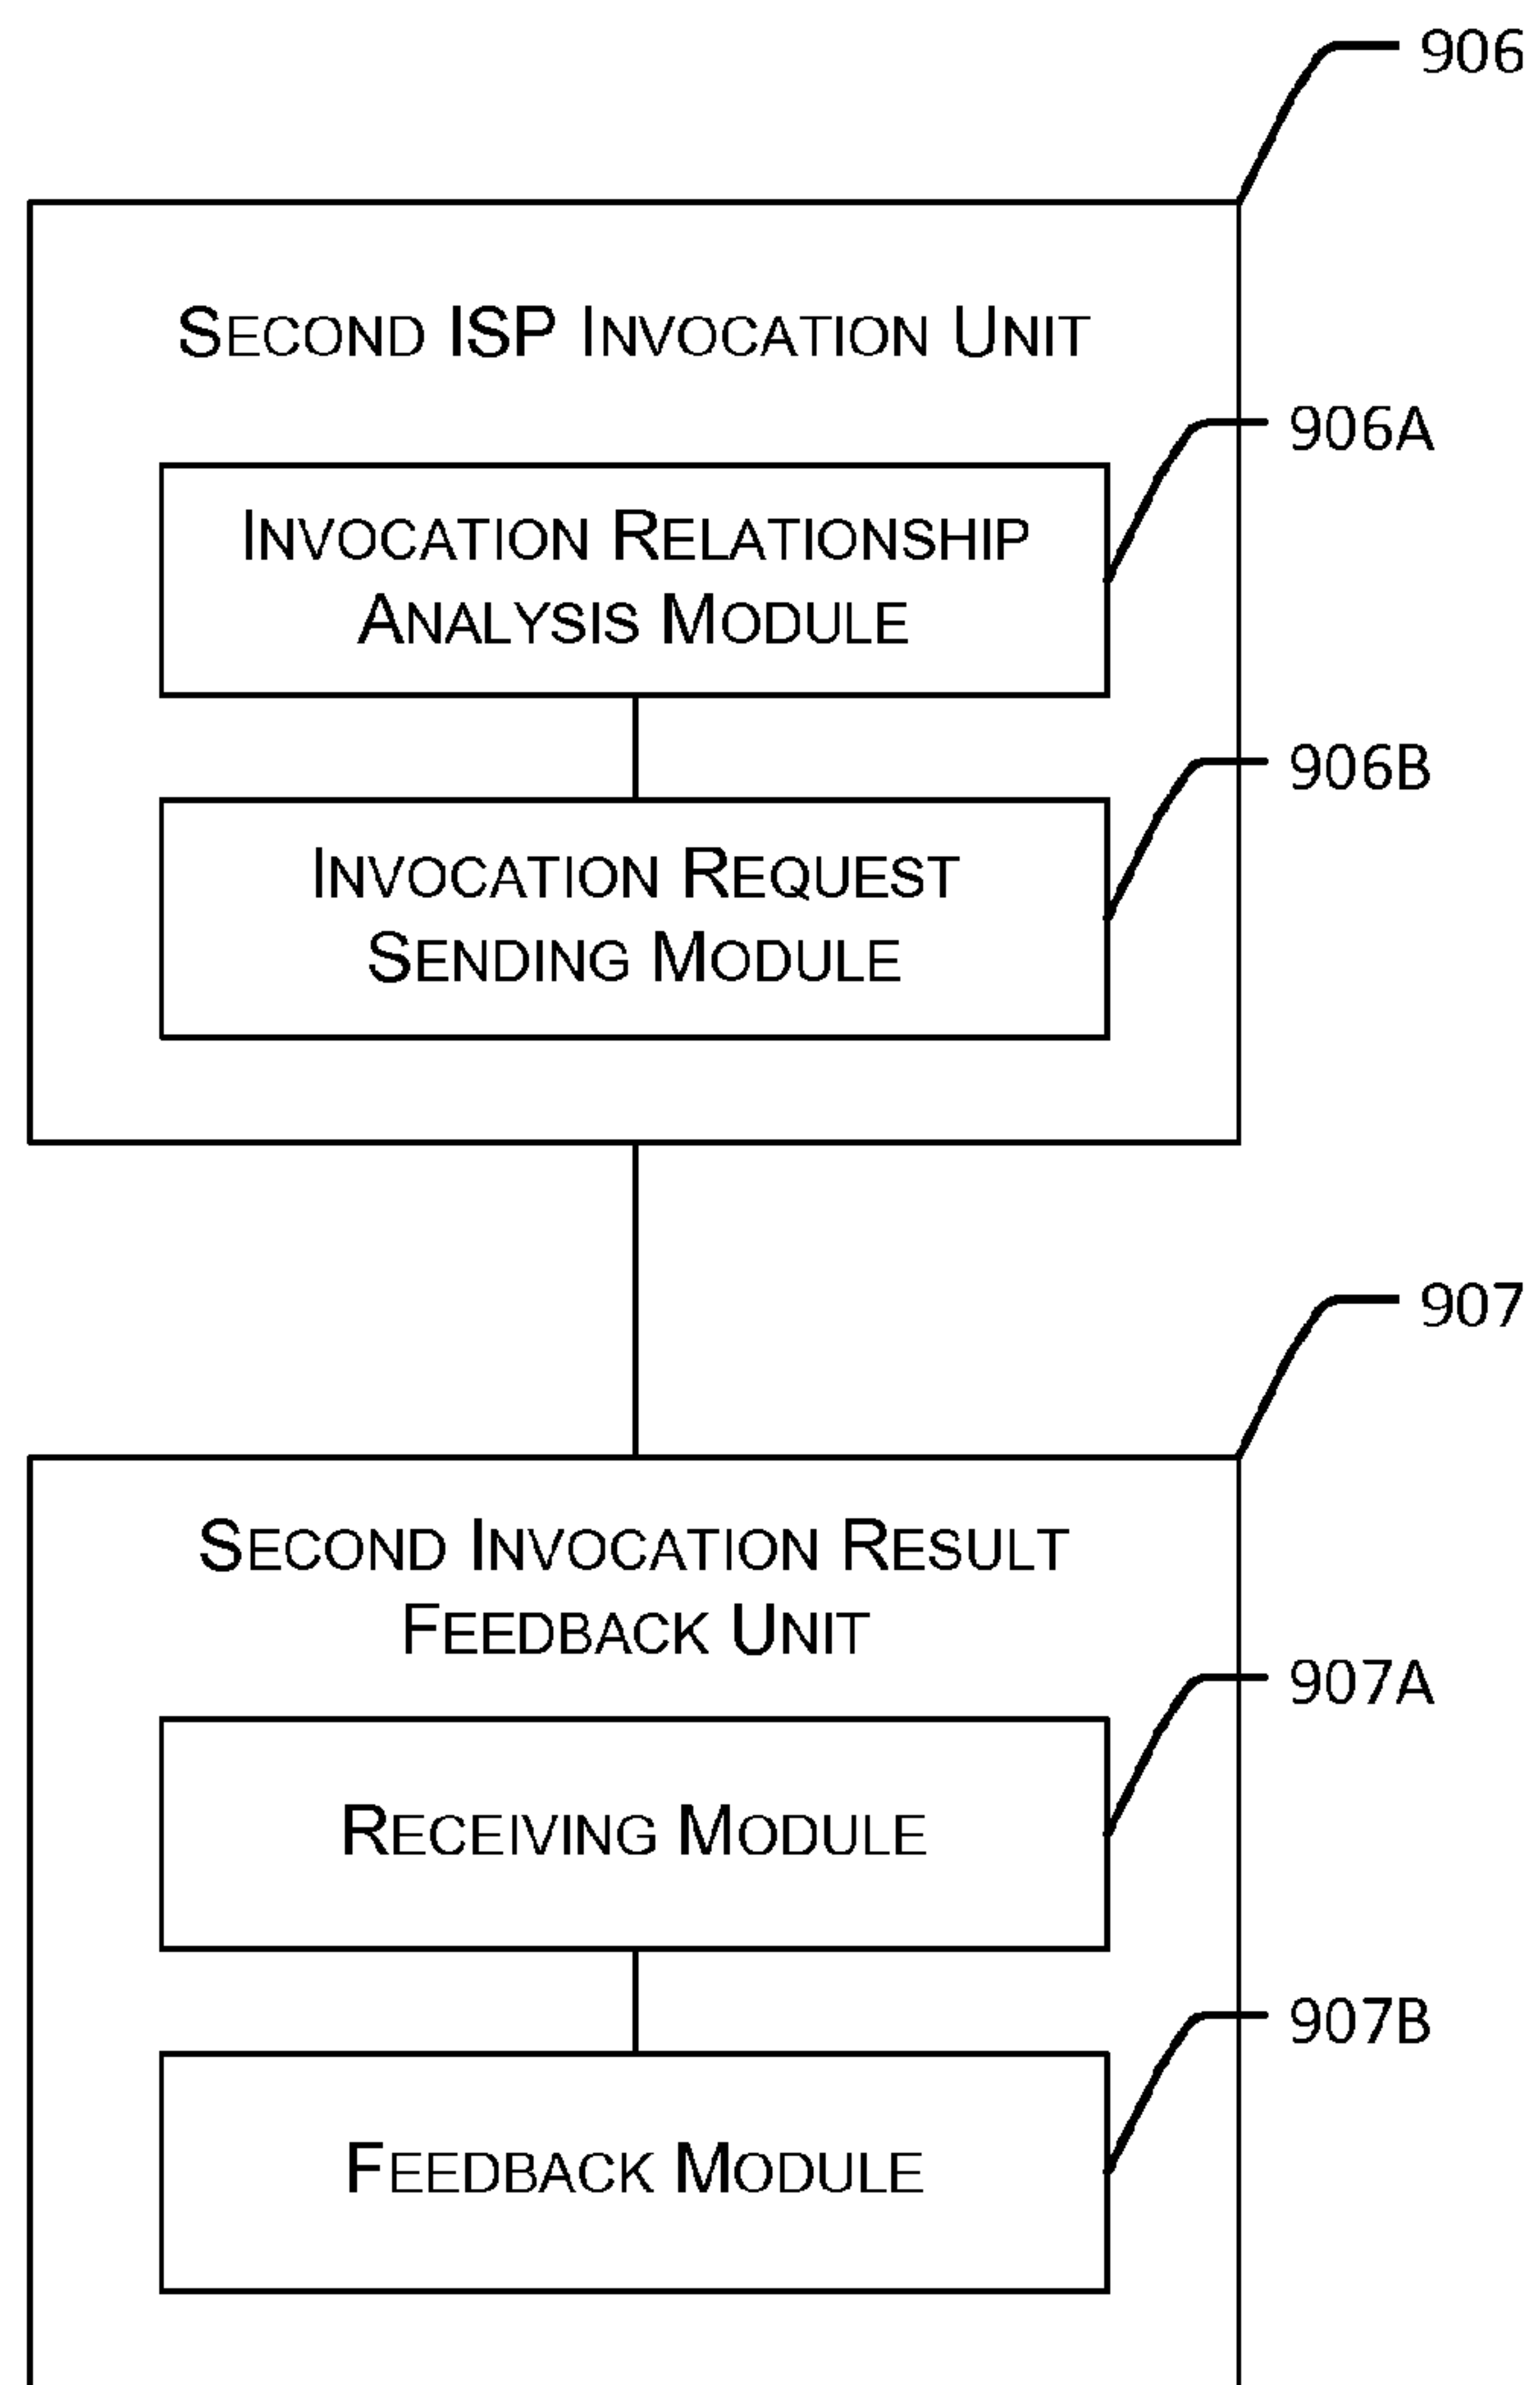 906
SECOND ISP INVOCATION UNIT
906A
INVOCATION RELATIONSHIP
ANALYSIS MODULE
906B
INVOCATION REQUEST
SENDING MODULE
907
SECOND INVOCATION RESULT
FEEDBACK UNIT
907A
RECEIVING MODULE
907B
FEEDBACK MODULE